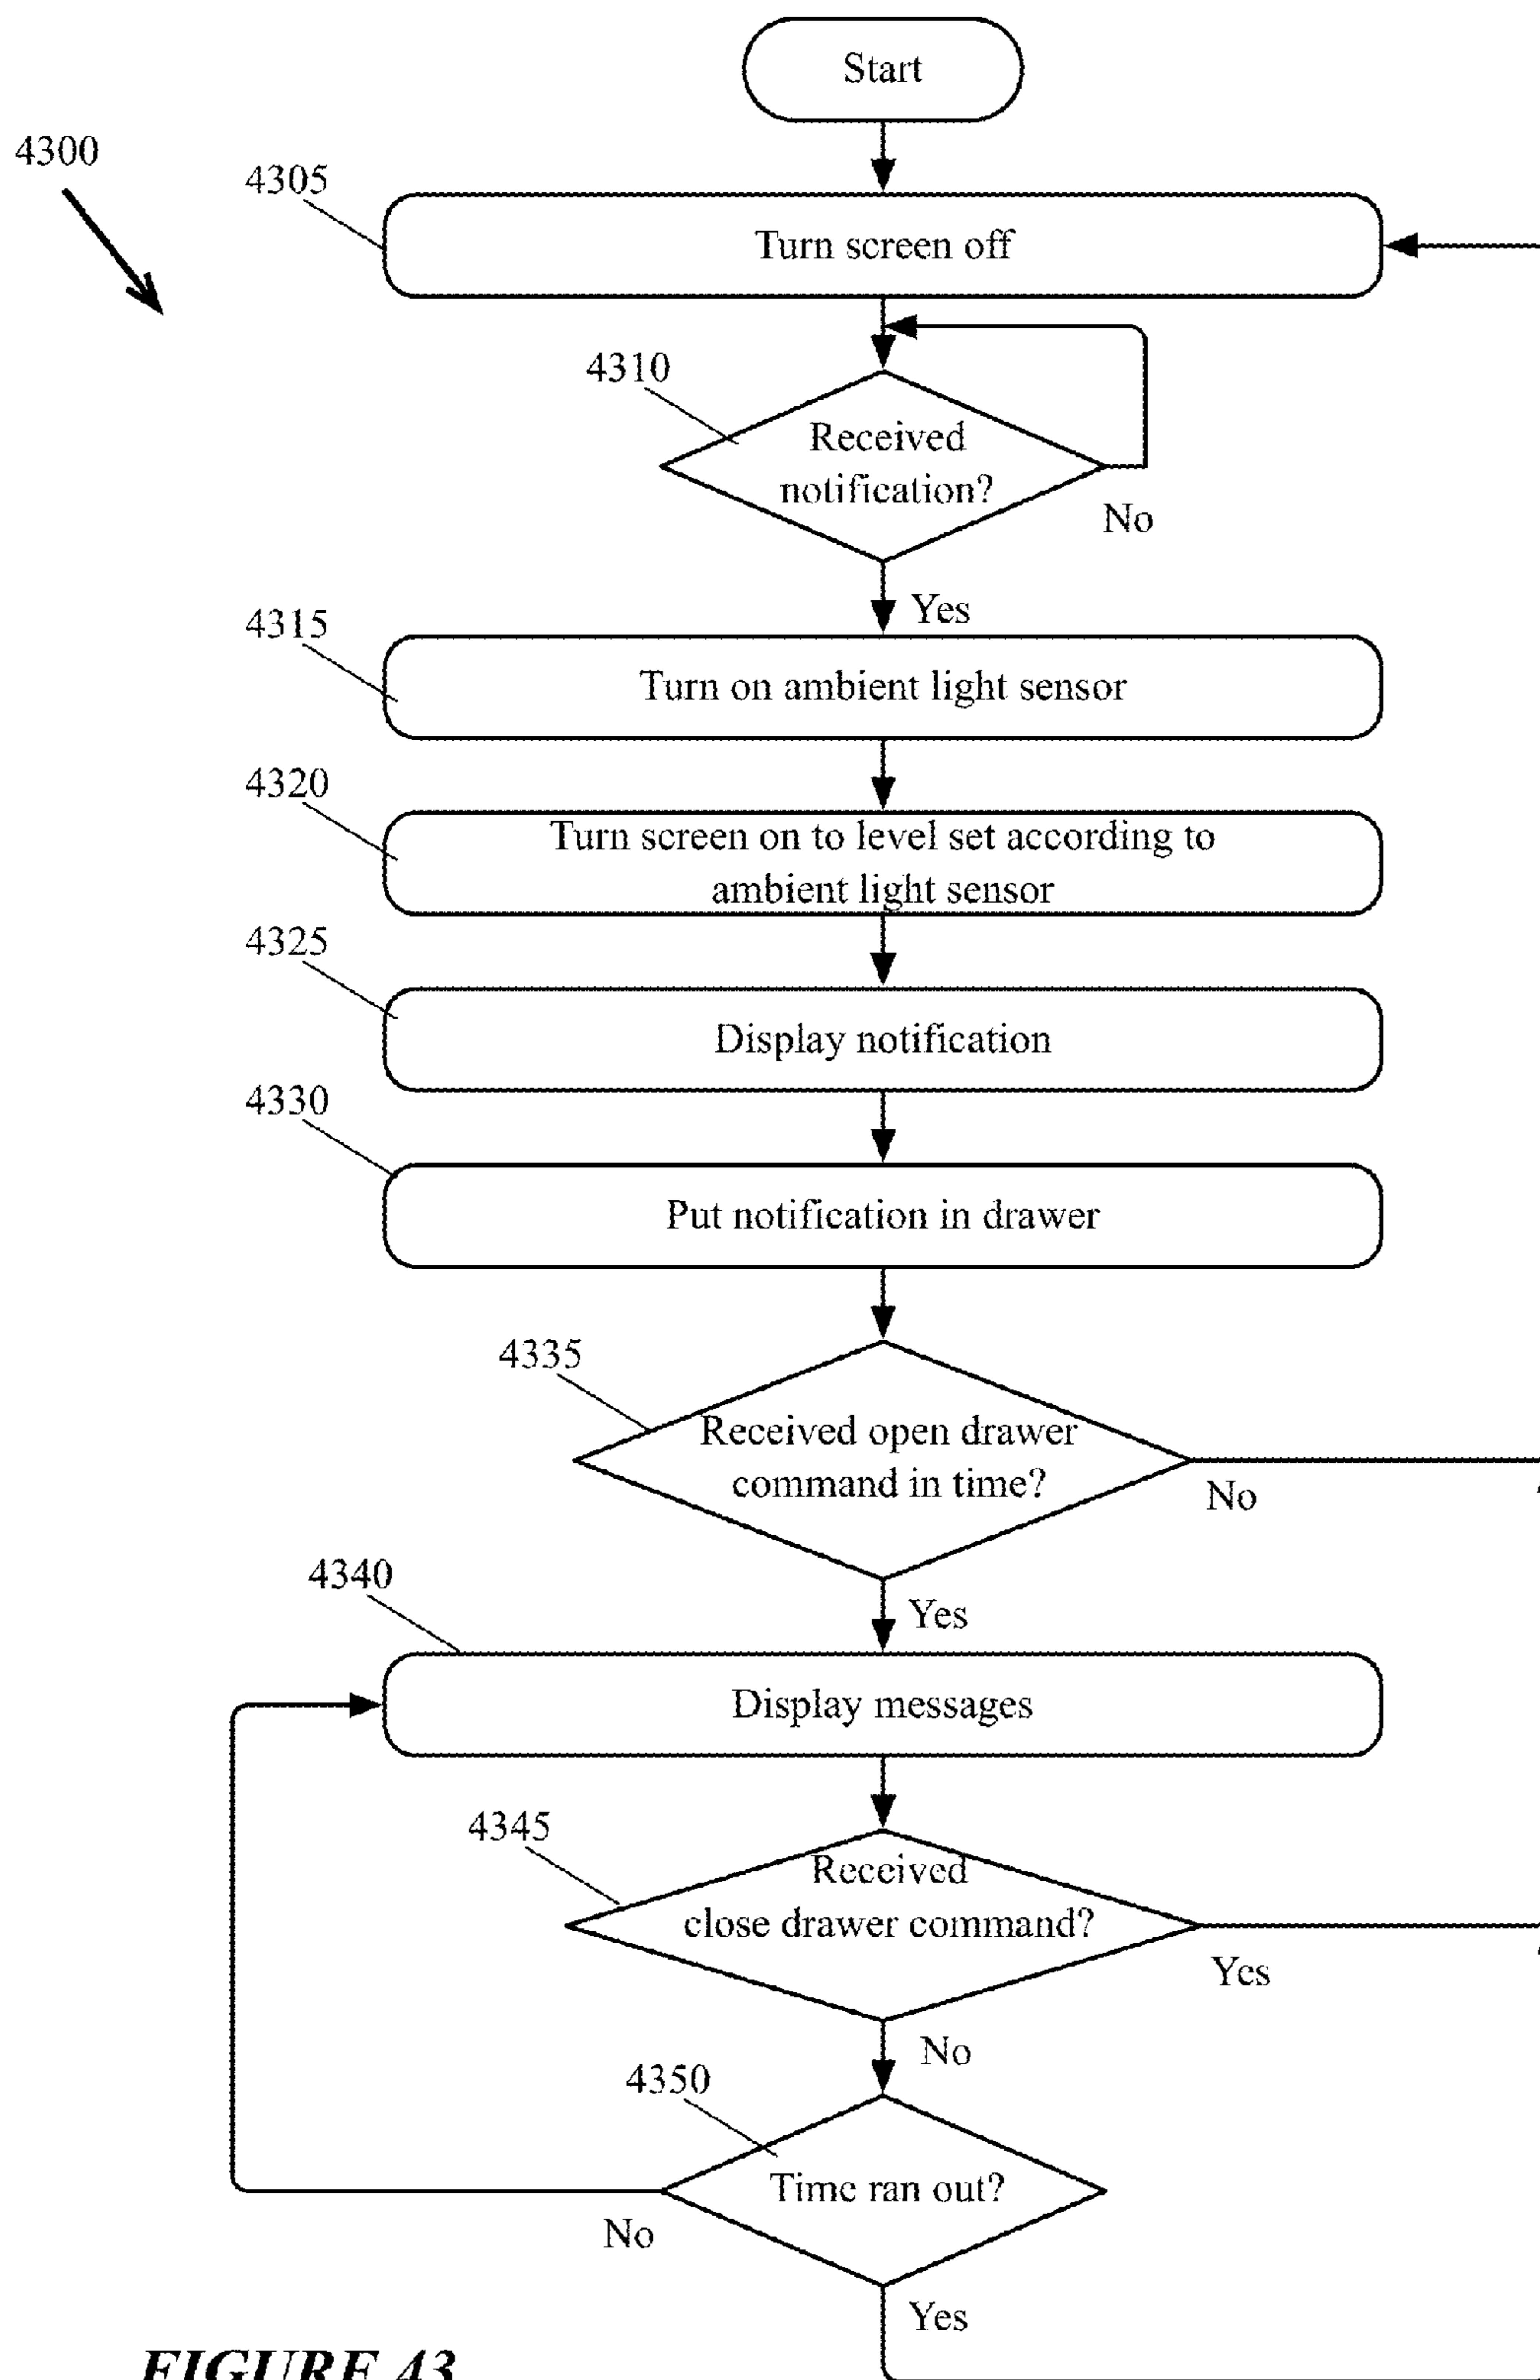 Start
4300
4305
Turn screen off
4310
Received
notification?
No
Yes
4315
Turn on ambient light sensor
4320
Turn screen on to level set according to
ambient light sensor
4325
Display notification
4330
Put notification in drawer
4335
Received open drawer
command in time?
No
Yes
4340
Display messages
4345
Received
close drawer command?
Yes
No
4350
Time ran out?
No
Yes
FIGURE 43